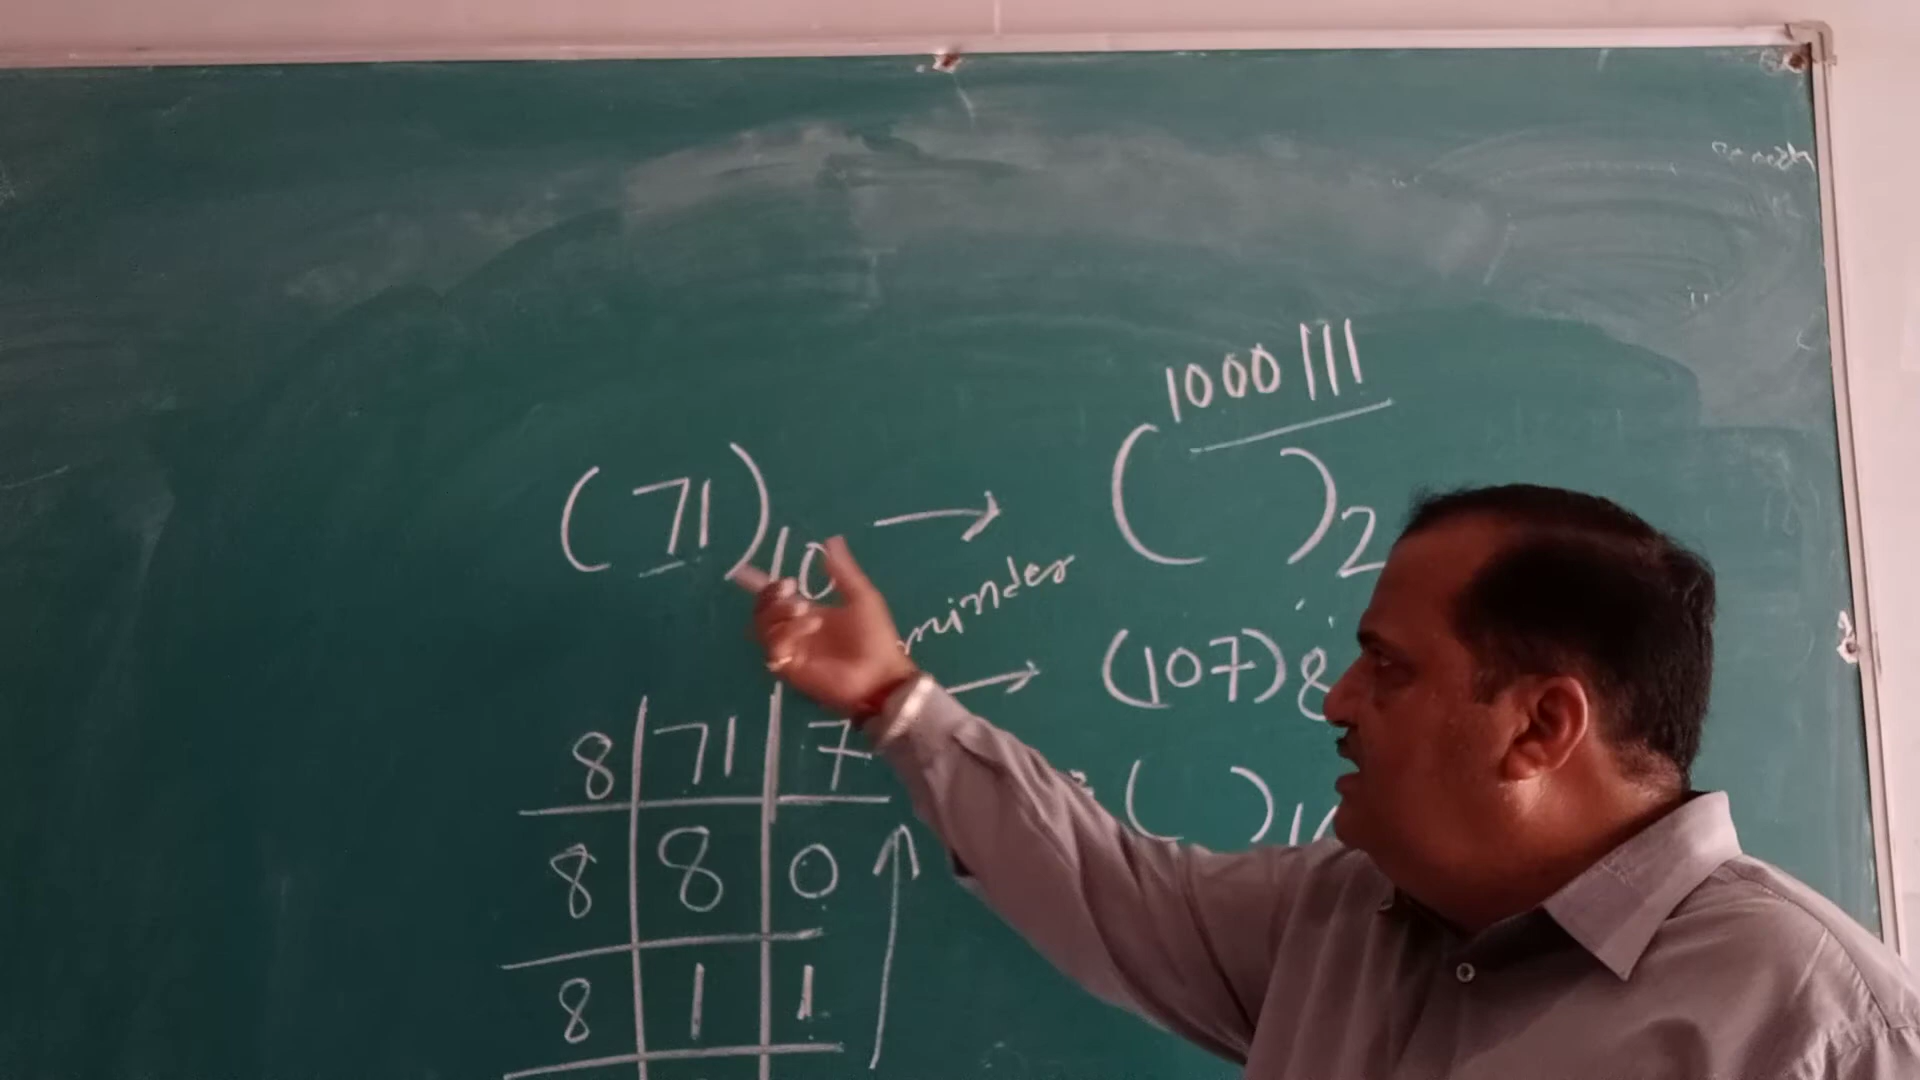 1000111
(71)10 → ( )2
→ (107)8
8 71 7
( )
8 8 0
8 1 1